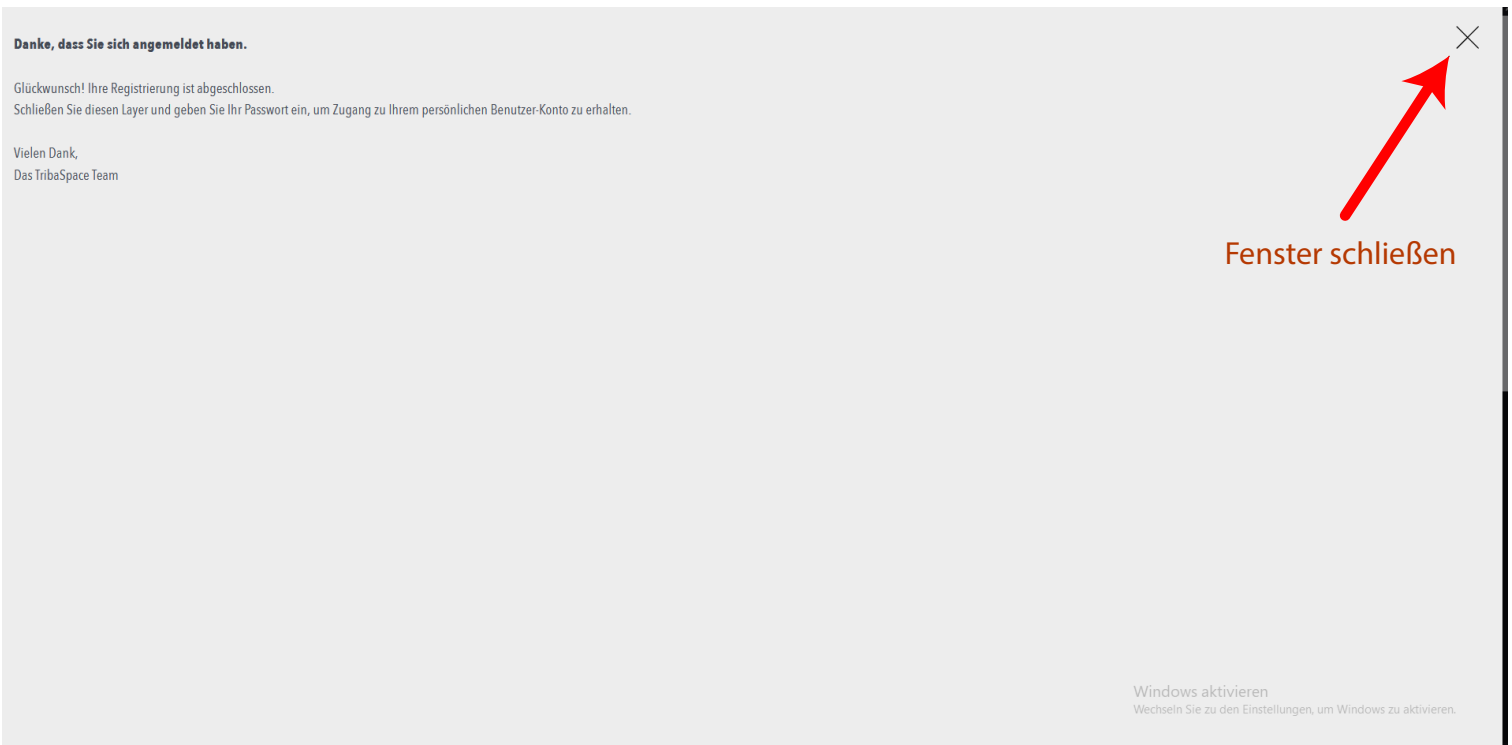 Danke, dass Sie sich angemeldet haben.
Glückwunsch! Ihre Registrierung ist abgeschlossen.
Schließen Sie diesen Layer und geben Sie Ihr Passwort ein, um Zugang zu Ihrem persönlichen Benutzer-Konto zu erhalten.
Vielen Dank,
Das TribaSpace Team
Fenster schließen
Windows aktivieren
Wechseln Sie zu den Einstellungen, um Windows zu aktivieren.